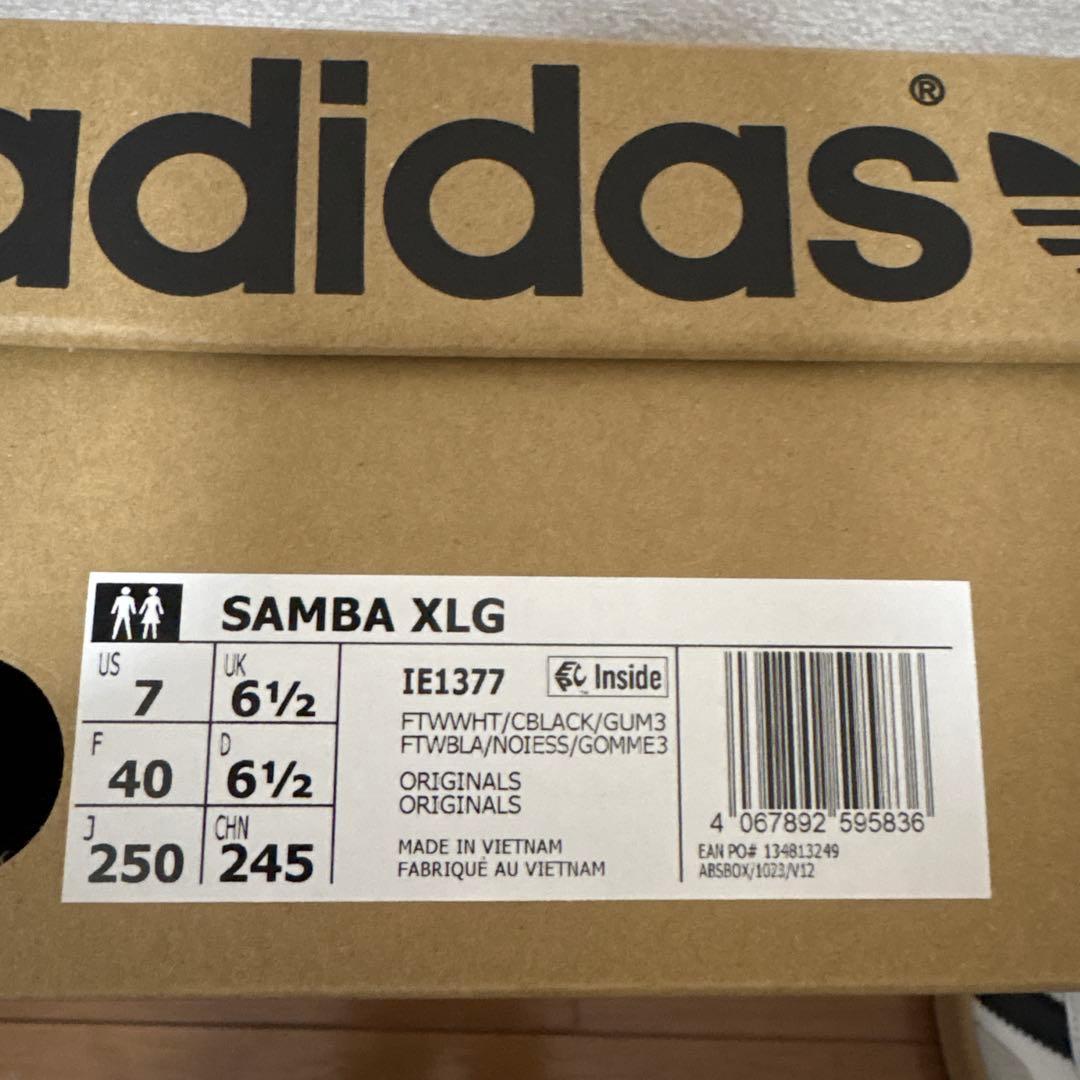 adidas®
SAMBA XLG
US 7 UK 6½
F 40 D 6½
J 250 CHN 245
IE1377 EPC Inside
FTWWHT/CBLACK/GUM3
FTWBLA/NOIESS/GOMME3
ORIGINALS
ORIGINALS
MADE IN VIETNAM
FABRIQUÉ AU VIETNAM
4 067892 595836
EAN PO# 134813249
ABSBOX/1023/V12